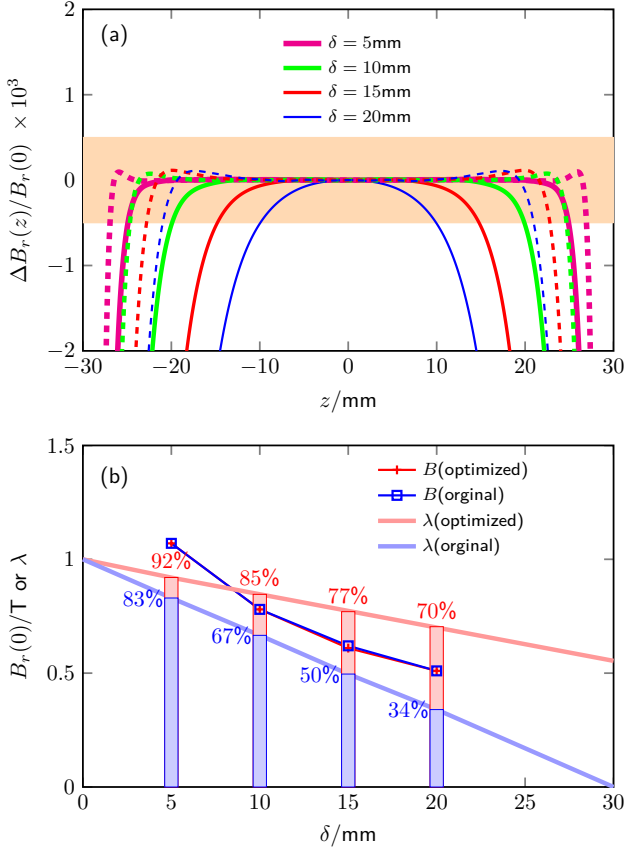 (a)
δ = 5mm
δ = 10mm
δ = 15mm
δ = 20mm
2
1
0
−1
−2
ΔB_r(z)/B_r(0) × 10^3
−30 −20 −10 0 10 20 30
z/mm
(b)
B(optimized)
B(orginal)
λ(optimized)
λ(orginal)
1.5
1
0.5
0
B_r(0)/T or λ
92%
85%
77%
70%
83%
67%
50%
34%
0 5 10 15 20 30
δ/mm